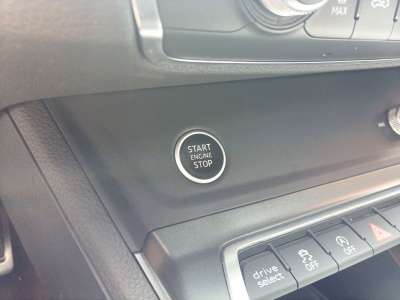 MAX
START
ENGINE
STOP
drive
select
OFF
OFF